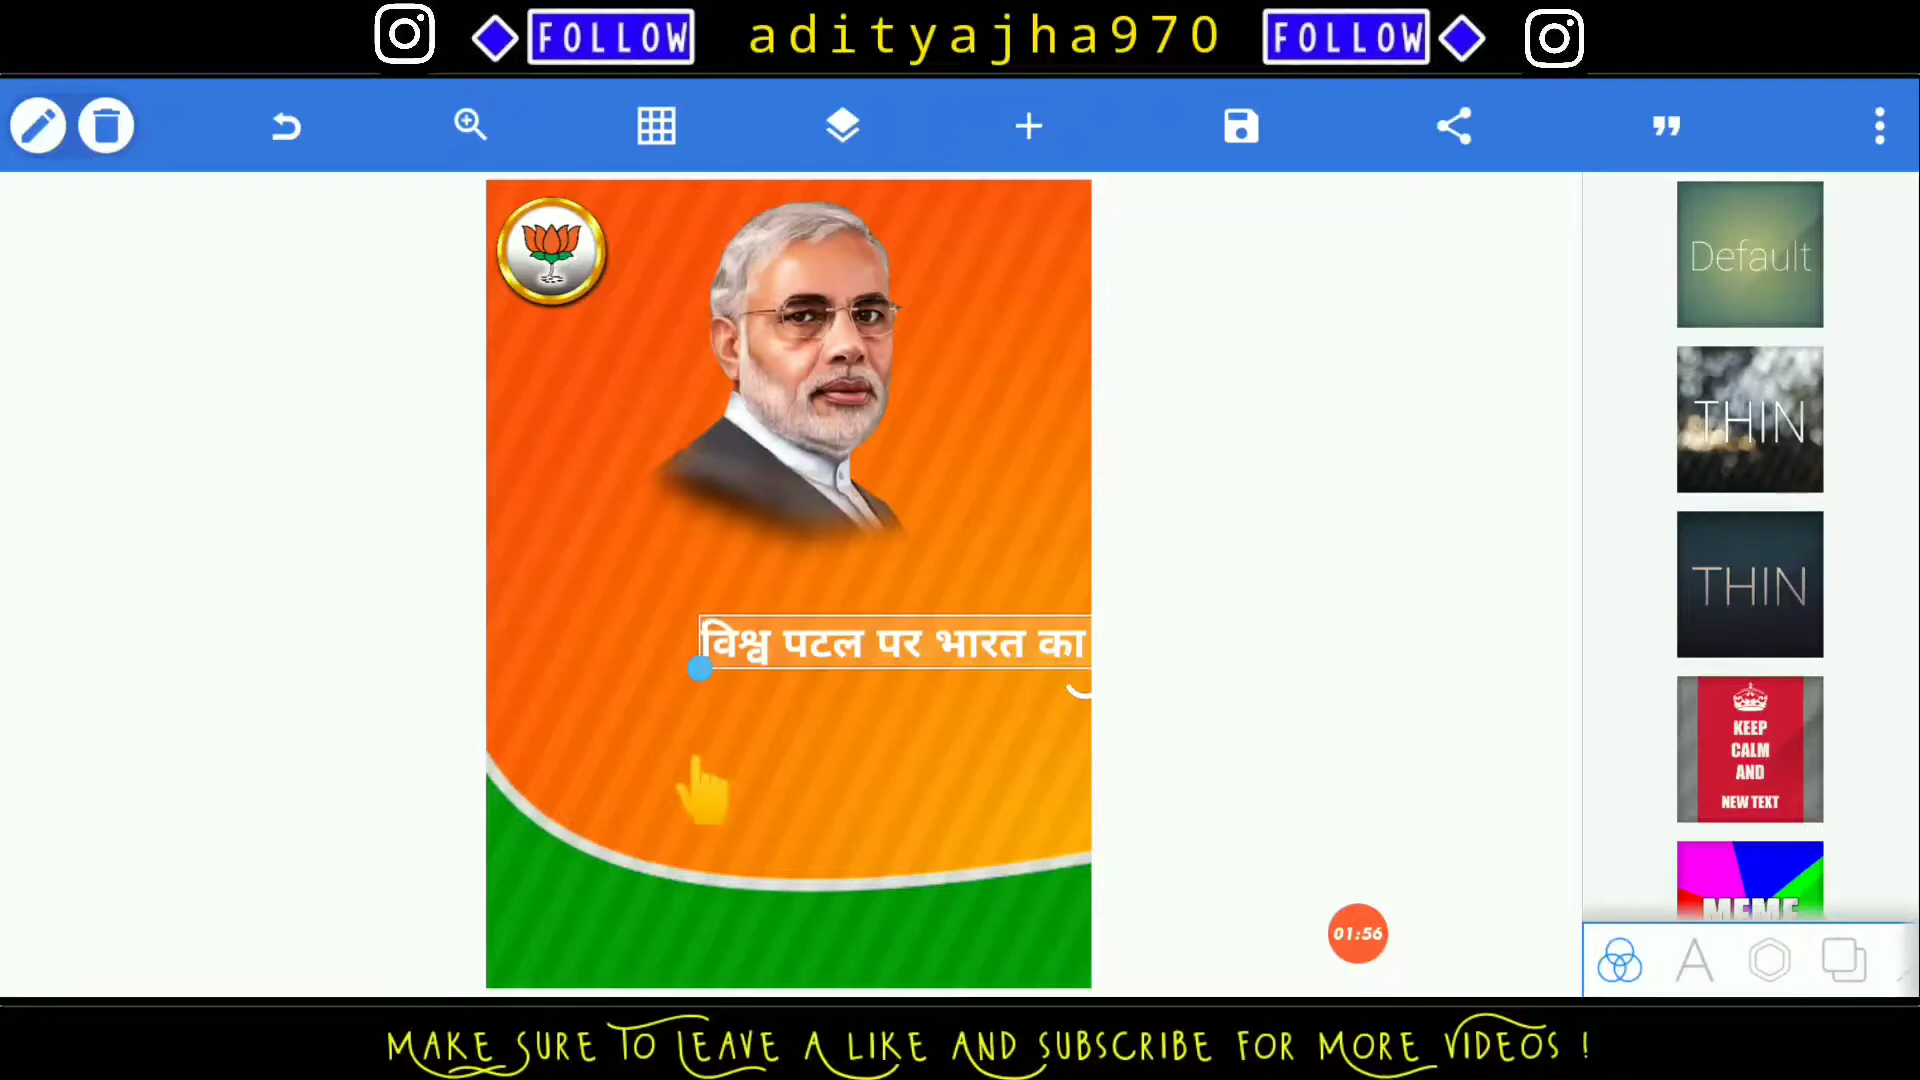 FOLLOW adityajha970 FOLLOW
Default
THIN
विश्व पटल पर भारत का
THIN
KEEP
CALM
AND
NEW TEXT
MEME
01:56
MAKE SURE TO LEAVE A LIKE AND SUBSCRIBE FOR MORE VIDEOS !